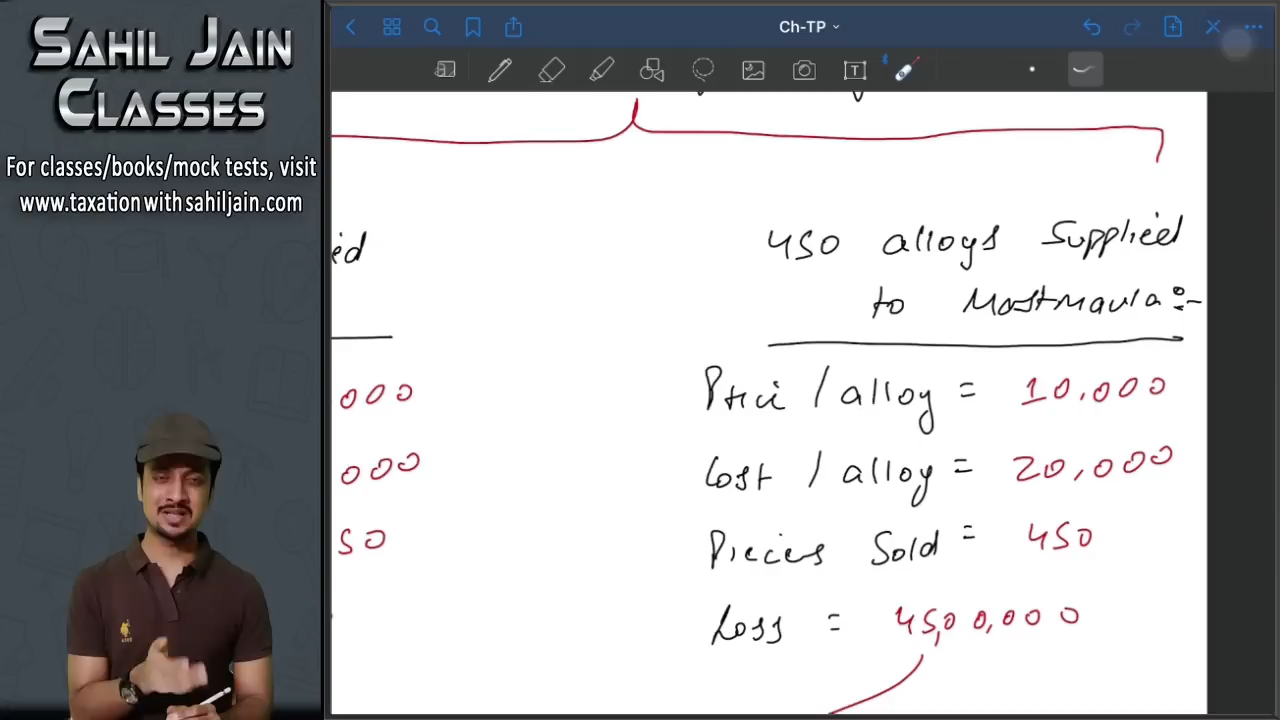 SAHIL JAIN
CLASSES
For classes/books/mock tests, visit
www.taxationwithsahiljain.com
Ch-TP
ed
000
000
50
450 alloys Supplied
to Mastmaula:-
Price / alloy = 10,000
Cost / alloy = 20,000
Pieces Sold = 450
Loss = 45,00,000